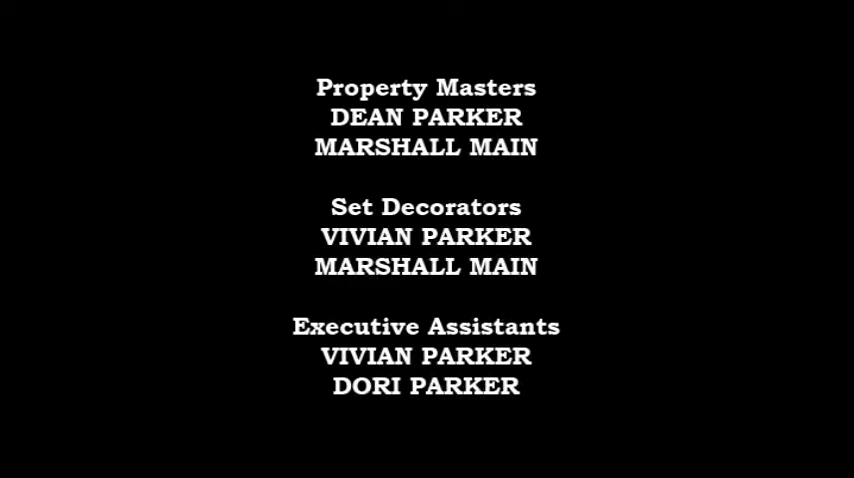 Property Masters
DEAN PARKER
MARSHALL MAIN
Set Decorators
VIVIAN PARKER
MARSHALL MAIN
Executive Assistants
VIVIAN PARKER
DORI PARKER